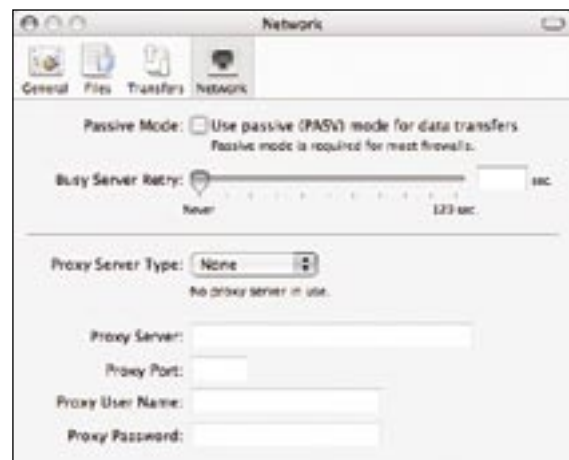 Network
General Files Transfers Network
Passive Mode: Use passive (PASV) mode for data transfers
Passive mode is required for most firewalls.
Busy Server Retry: sec.
Never 120 sec.
Proxy Server Type: None
No proxy server in use.
Proxy Server:
Proxy Port:
Proxy User Name:
Proxy Password: